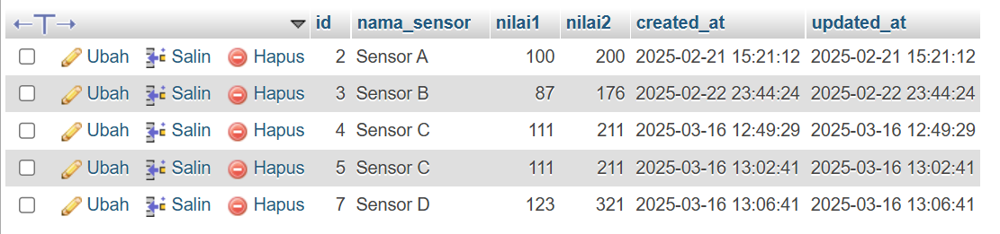 ←T→ id nama_sensor nilai1 nilai2 created_at updated_at
Ubah Salin Hapus 2 Sensor A 100 200 2025-02-21 15:21:12 2025-02-21 15:21:12
Ubah Salin Hapus 3 Sensor B 87 176 2025-02-22 23:44:24 2025-02-22 23:44:24
Ubah Salin Hapus 4 Sensor C 111 211 2025-03-16 12:49:29 2025-03-16 12:49:29
Ubah Salin Hapus 5 Sensor C 111 211 2025-03-16 13:02:41 2025-03-16 13:02:41
Ubah Salin Hapus 7 Sensor D 123 321 2025-03-16 13:06:41 2025-03-16 13:06:41